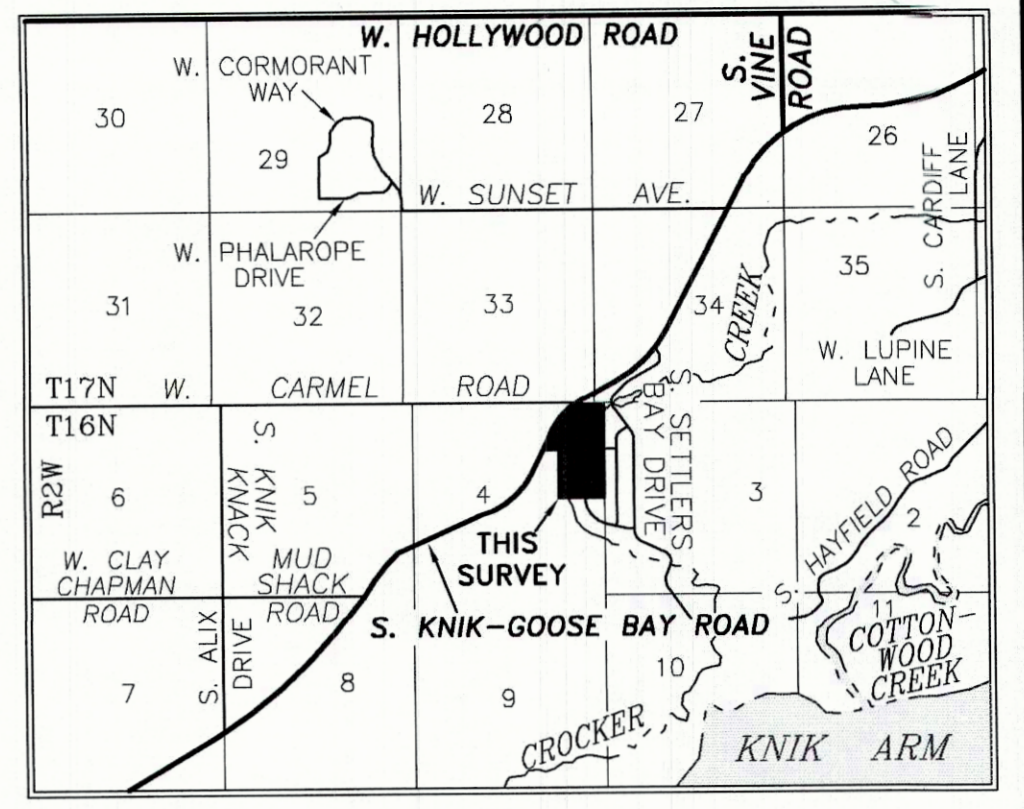 W. HOLLYWOOD ROAD
S. VINE
ROAD
W. CORMORANT
WAY
30
29
28
27
26
S. CARDIFF
LANE
W. SUNSET AVE.
W. PHALAROPE
DRIVE
31
32
33
34
35
CREEK
W. LUPINE
LANE
T17N
W. CARMEL ROAD
T16N
R2W
6
S. KNIK
KNACK
5
4
S. SETTLERS
BAY DRIVE
3
S. HAYFIELD ROAD
2
W. CLAY
CHAPMAN
ROAD
MUD
SHACK
ROAD
THIS
SURVEY
S. KNIK-GOOSE BAY ROAD
S. ALIX
DRIVE
7
8
9
10
11
COTTON-
WOOD
CREEK
CROCKER
KNIK ARM